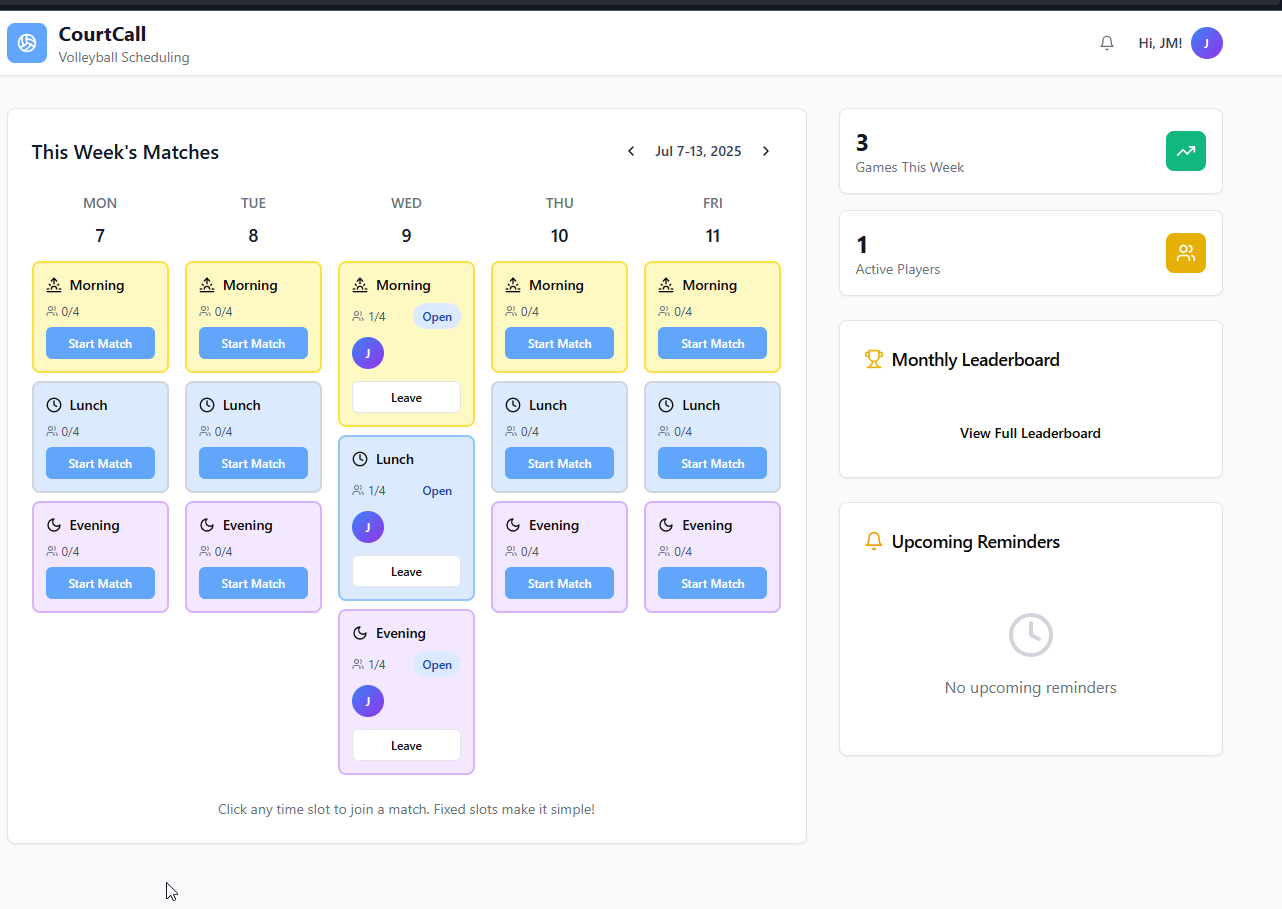 CourtCall
Volleyball Scheduling
Hi, JM!
J
This Week's Matches
Jul 7-13, 2025
MON
7
Morning
0/4
Start Match
Lunch
0/4
Start Match
Evening
0/4
Start Match
TUE
8
Morning
0/4
Start Match
Lunch
0/4
Start Match
Evening
0/4
Start Match
WED
9
Morning
1/4 Open
J
Leave
Lunch
1/4 Open
J
Leave
Evening
1/4 Open
J
Leave
THU
10
Morning
0/4
Start Match
Lunch
0/4
Start Match
Evening
0/4
Start Match
FRI
11
Morning
0/4
Start Match
Lunch
0/4
Start Match
Evening
0/4
Start Match
Click any time slot to join a match. Fixed slots make it simple!
3
Games This Week
1
Active Players
Monthly Leaderboard
View Full Leaderboard
Upcoming Reminders
No upcoming reminders